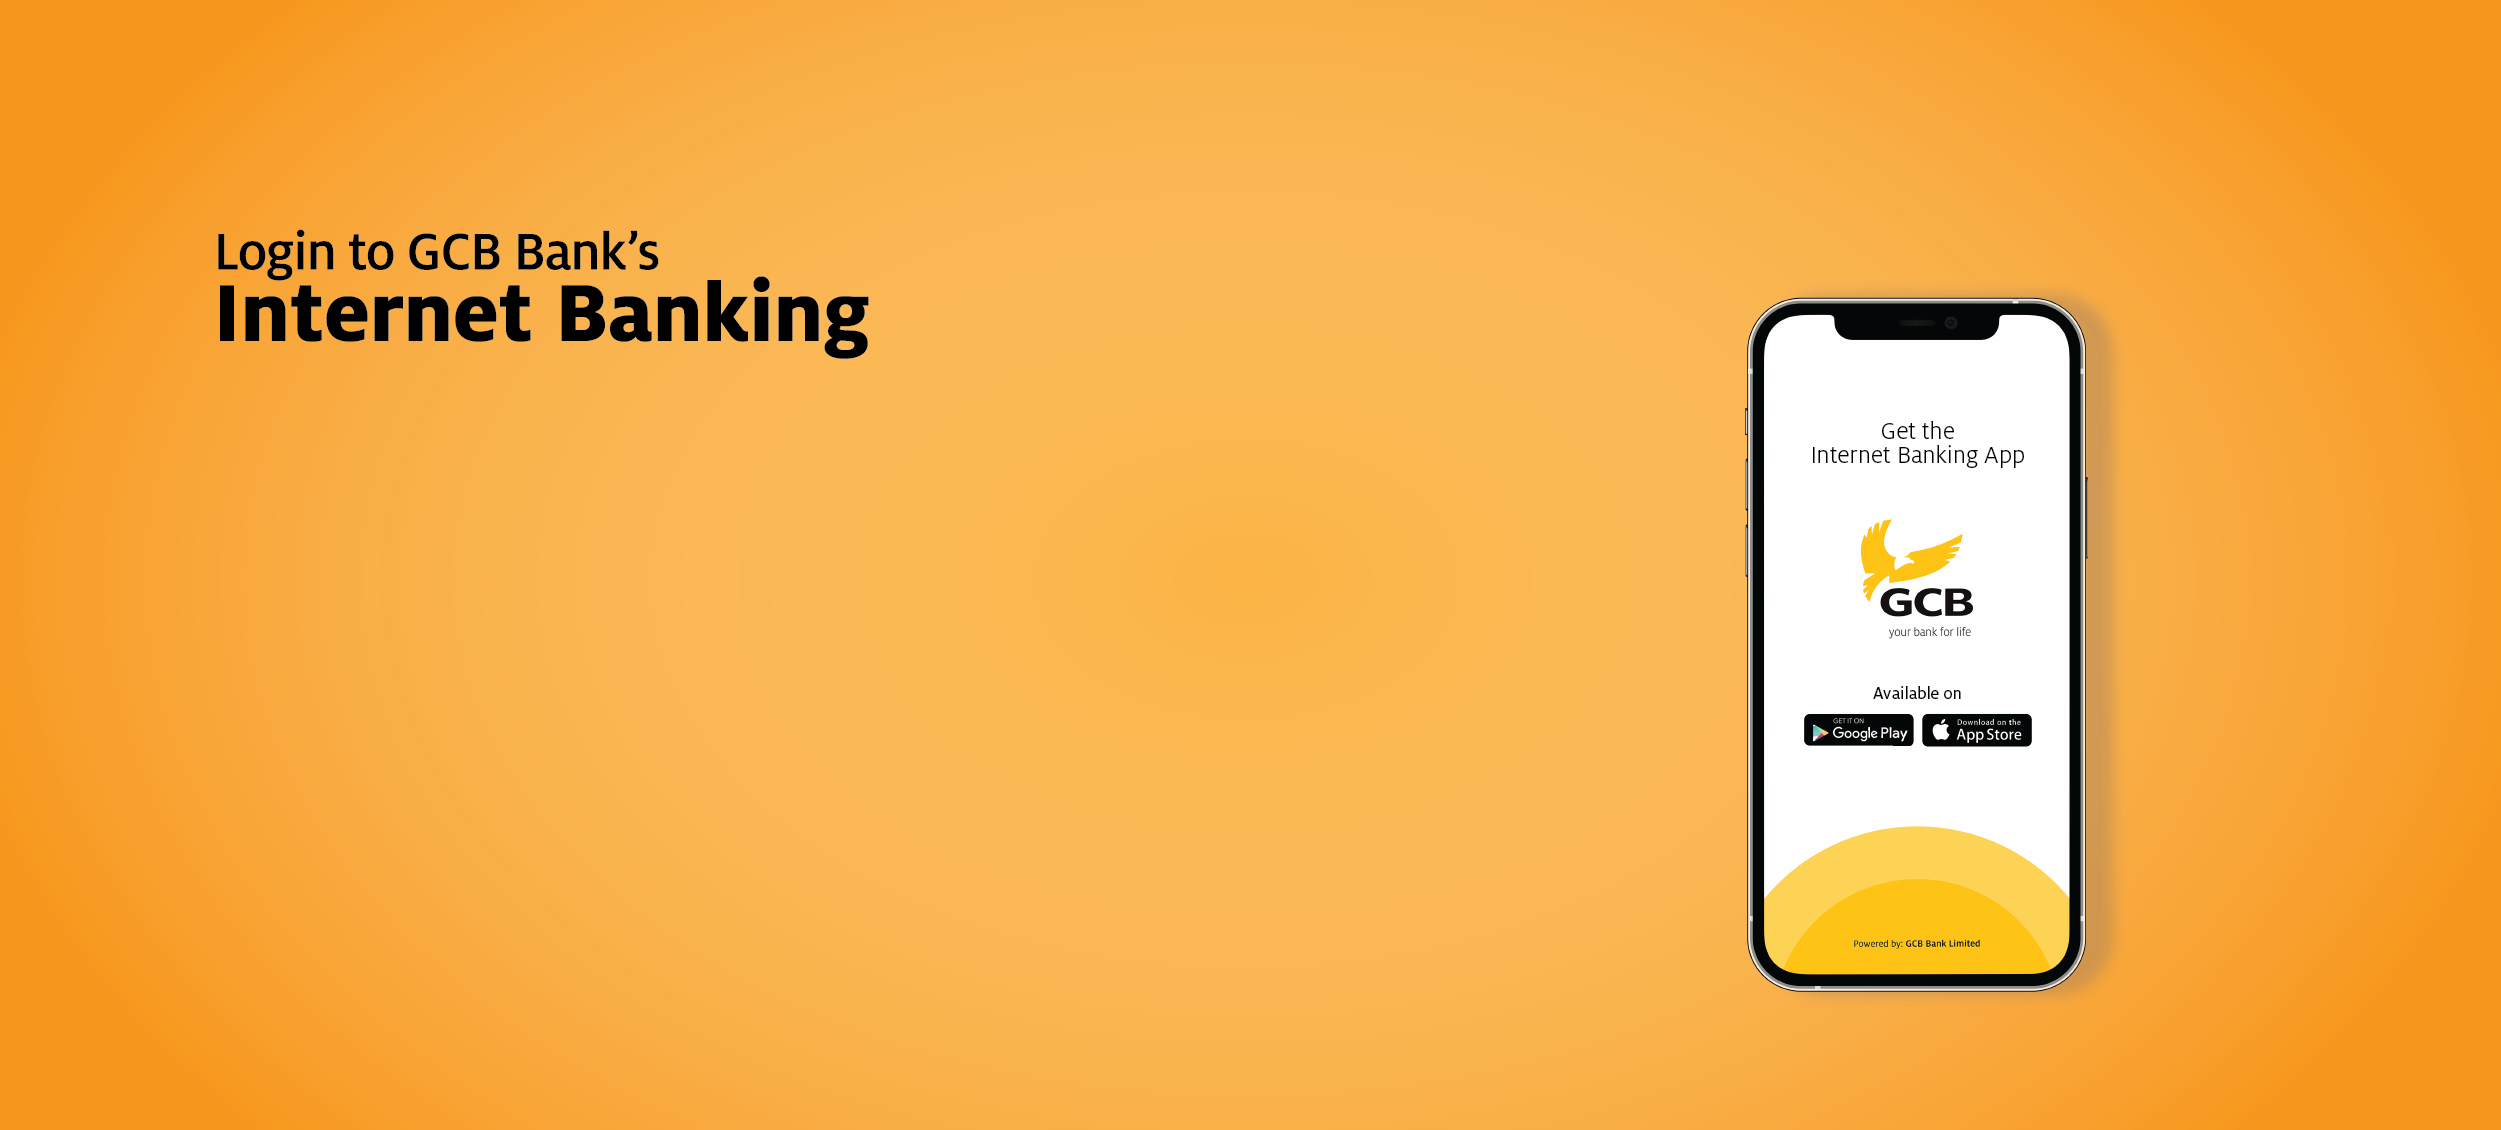 Login to GCB Bank’s
Internet Banking
Get the
Internet Banking App
GCB
your bank for life
Available on
GET IT ON
Google Play
Download on the
App Store
Powered by: GCB Bank Limited